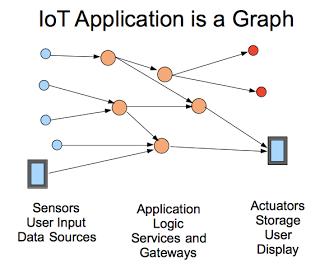 IoT Application is a Graph
Sensors
User Input
Data Sources
Application
Logic
Services and
Gateways
Actuators
Storage
User
Display